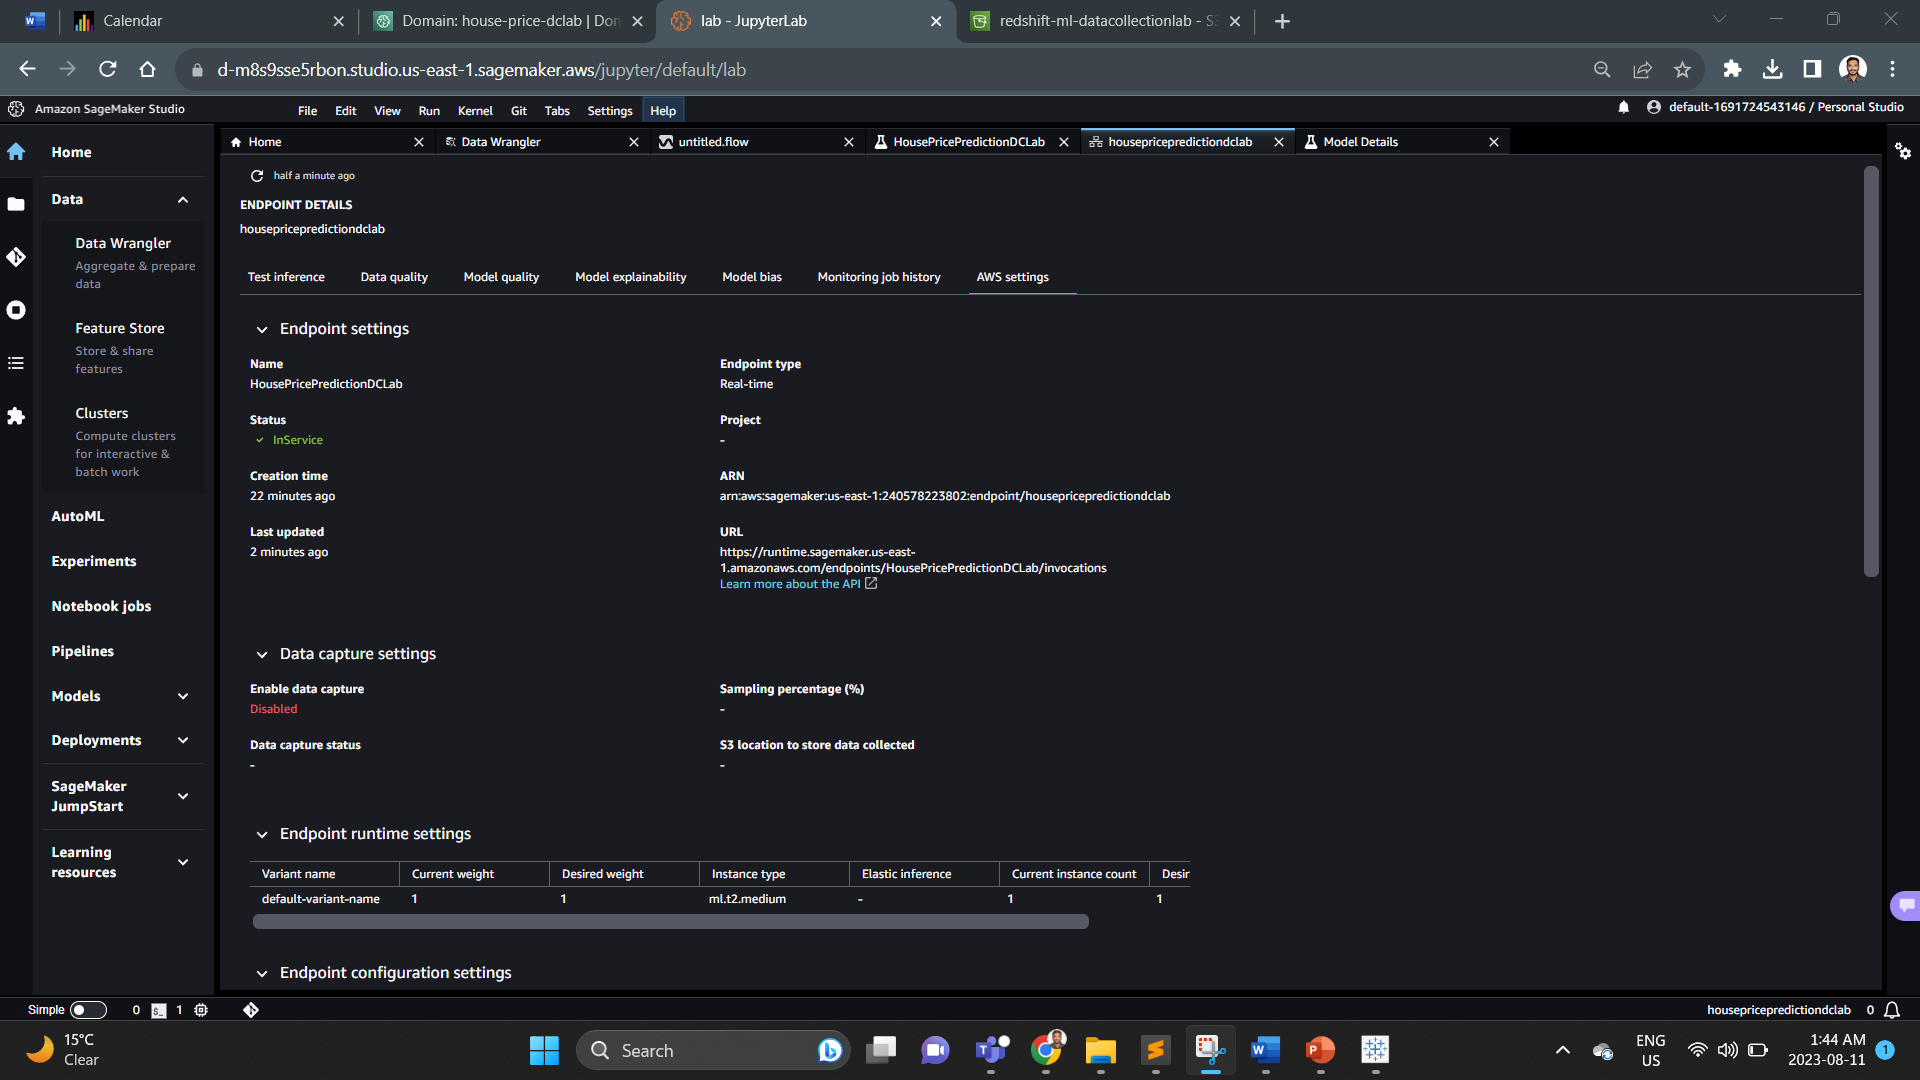 Calendar
Domain: house-price-dclab | Don
lab - JupyterLab
redshift-ml-datacollectionlab - S3
d-m8s9sse5rbon.studio.us-east-1.sagemaker.aws/jupyter/default/lab
Amazon SageMaker Studio
File Edit View Run Kernel Git Tabs Settings Help
default-1691724543146 / Personal Studio
Home
Data Wrangler
untitled.flow
HousePricePredictionDCLab
housepricepredictiondclab
Model Details
Home
Data
Data Wrangler
Aggregate & prepare
data
Feature Store
Store & share
features
Clusters
Compute clusters
for interactive &
batch work
AutoML
Experiments
Notebook jobs
Pipelines
Models
Deployments
SageMaker
JumpStart
Learning
resources
half a minute ago
ENDPOINT DETAILS
housepricepredictiondclab
Test inference Data quality Model quality Model explainability Model bias Monitoring job history AWS settings
Endpoint settings
Name
HousePricePredictionDCLab
Endpoint type
Real-time
Status
InService
Project
-
Creation time
22 minutes ago
ARN
arn:aws:sagemaker:us-east-1:240578223802:endpoint/housepricepredictiondclab
Last updated
2 minutes ago
URL
https://runtime.sagemaker.us-east-
1.amazonaws.com/endpoints/HousePricePredictionDCLab/invocations
Learn more about the API
Data capture settings
Enable data capture
Disabled
Sampling percentage (%)
-
Data capture status
-
S3 location to store data collected
-
Endpoint runtime settings
Variant name Current weight Desired weight Instance type Elastic inference Current instance count Desir
default-variant-name 1 1 ml.t2.medium - 1 1
Endpoint configuration settings
Simple 0 $_ 1
housepricepredictiondclab 0
15°C
Clear
Search
ENG
US
1:44 AM
2023-08-11
1